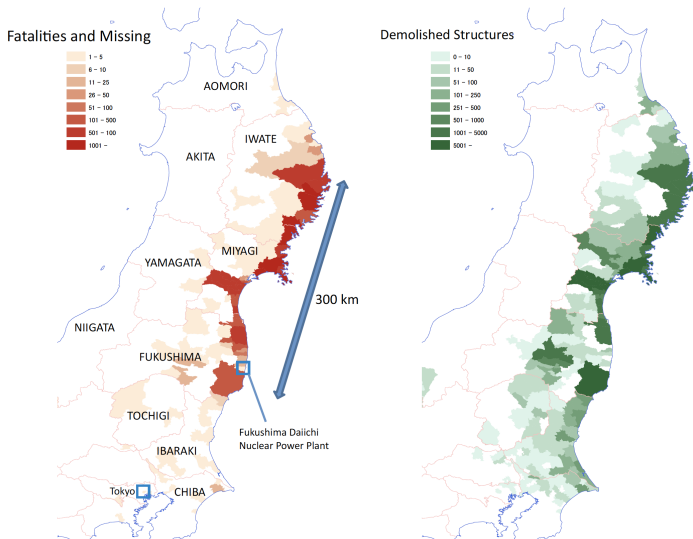 Fatalities and Missing
1 – 5
6 – 10
11 – 25
26 – 50
51 – 100
101 – 500
501 – 100
1001 –
AOMORI
IWATE
AKITA
MIYAGI
YAMAGATA
300 km
NIIGATA
FUKUSHIMA
TOCHIGI
Fukushima Daiichi
Nuclear Power Plant
IBARAKI
Tokyo
CHIBA
Demolished Structures
0 – 10
11 – 50
51 – 100
101 – 250
251 – 500
501 – 1000
1001 – 5000
5001 –